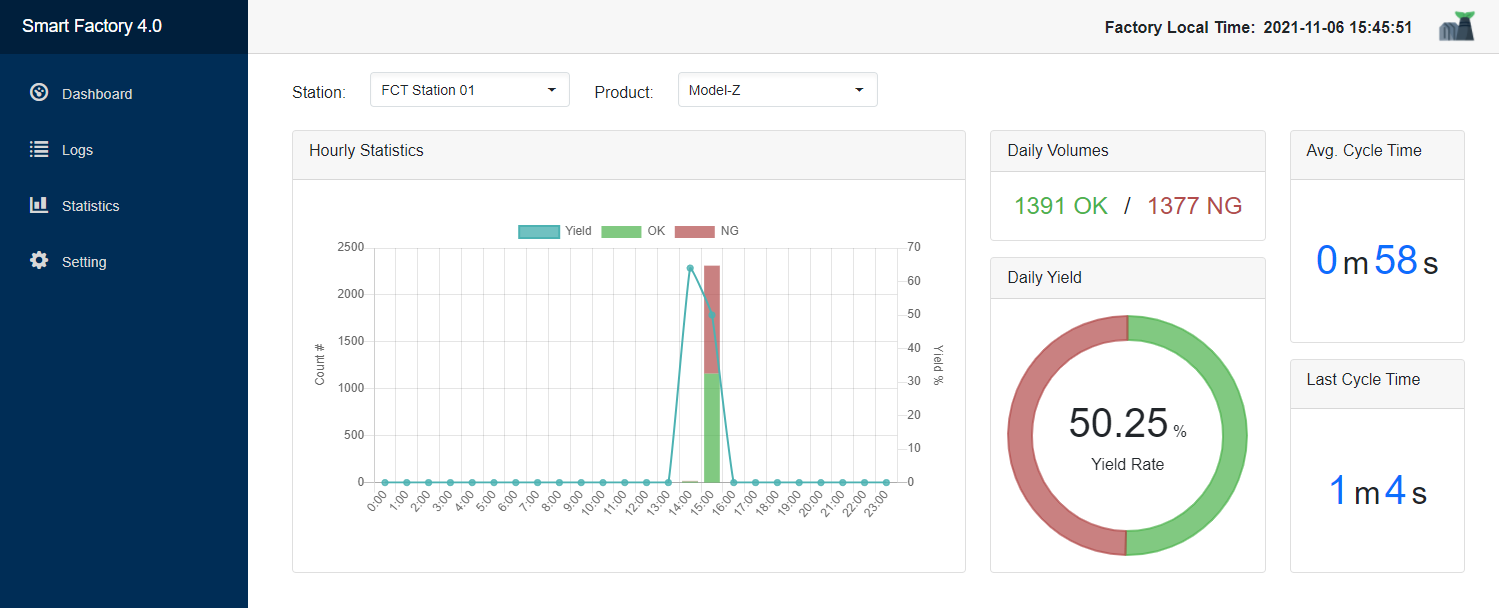 Smart Factory 4.0
Factory Local Time: 2021-11-06 15:45:51
Dashboard
Logs
Statistics
Setting
Station: FCT Station 01 Product: Model-Z
Hourly Statistics
Yield OK NG
Count #
2500
2000
1500
1000
500
0
Yield %
70
60
50
40
30
20
10
0
0:00 1:00 2:00 3:00 4:00 5:00 6:00 7:00 8:00 9:00 10:00 11:00 12:00 13:00 14:00 15:00 16:00 17:00 18:00 19:00 20:00 21:00 22:00 23:00
Daily Volumes
1391 OK / 1377 NG
Daily Yield
50.25 %
Yield Rate
Avg. Cycle Time
0 m 58 s
Last Cycle Time
1 m 4 s